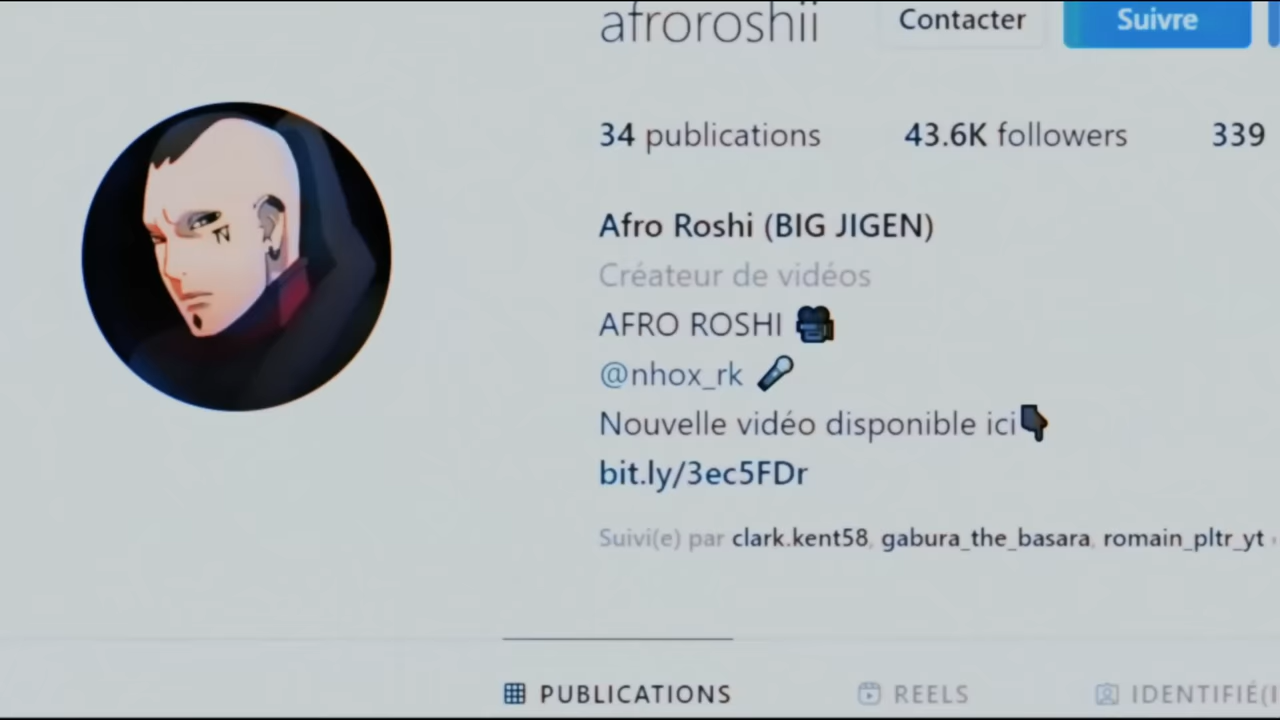 afroroshii Contacter Suivre
34 publications 43.6K followers 339
Afro Roshi (BIG JIGEN)
Créateur de vidéos
AFRO ROSHI
@nhox_rk
Nouvelle vidéo disponible ici
bit.ly/3ec5FDr
Suivi(e) par clark.kent58, gabura_the_basara, romain_pltr_yt
PUBLICATIONS REELS IDENTIFIÉ(